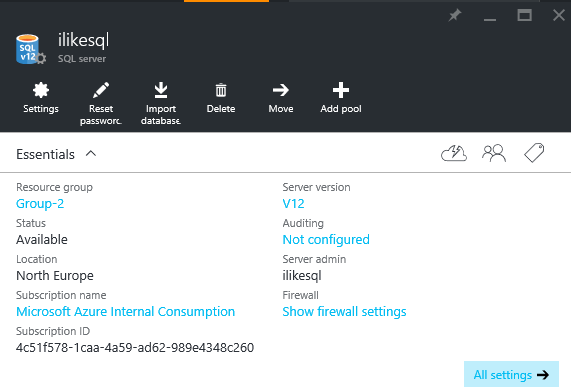 SQL
v12
ilikesql
SQL server
Settings
Reset
passworc.
Import
database
Delete
Move
Add pool
Essentials
Resource group
Group-2
Server version
V12
Status
Available
Auditing
Not configured
Location
North Europe
Server admin
ilikesql
Subscription name
Microsoft Azure Internal Consumption
Firewall
Show firewall settings
Subscription ID
4c51f578-1caa-4a59-ad62-989e4348c260
All settings